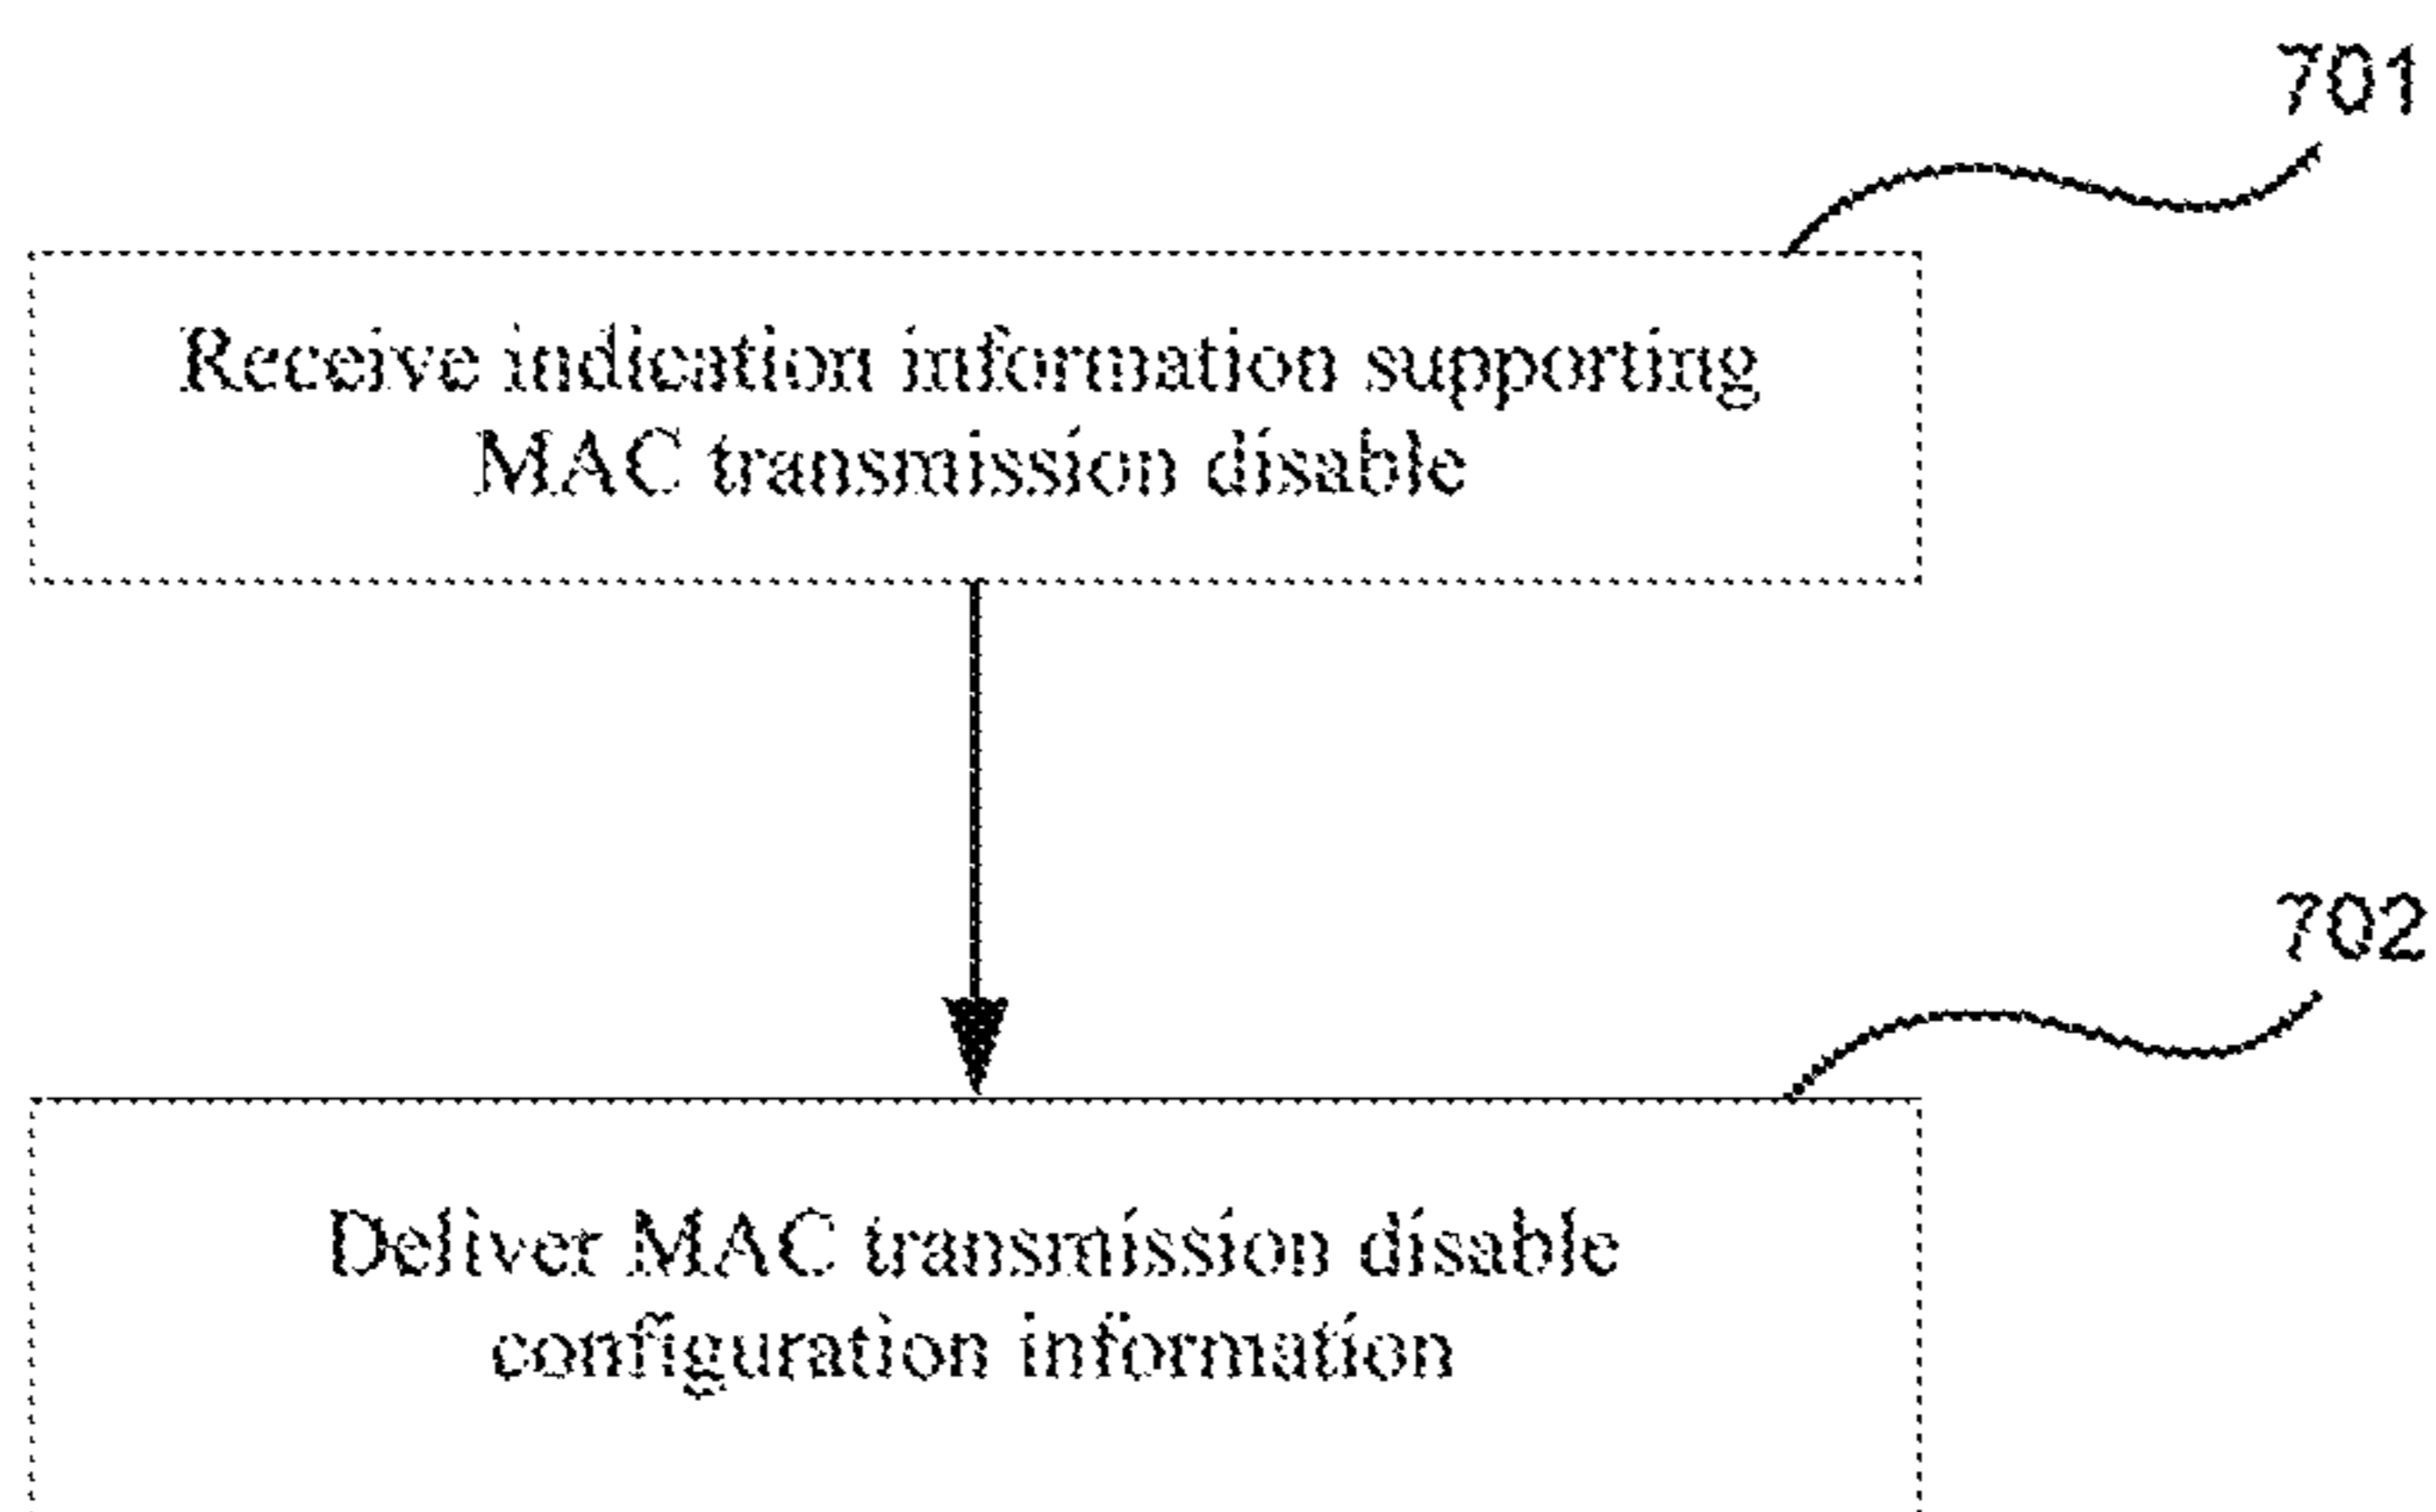 701
Receive indication information supporting
MAC transmission disable
702
Deliver MAC transmission disable
configuration information